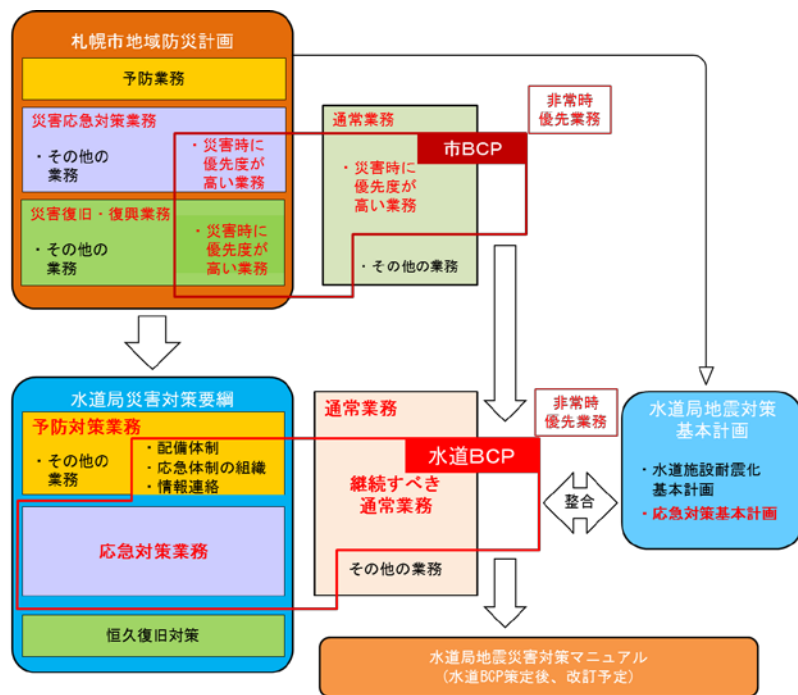 札幌市地域防災計画
予防業務
災害応急対策業務
・その他の
業務
・災害時に
優先度が
高い業務
災害復旧・復興業務
・その他の
業務
・災害時に
優先度が
高い業務
通常業務
・災害時に
優先度が
高い業務
・その他の業務
市BCP
非常時
優先業務
水道局災害対策要綱
予防対策業務
・その他の
業務
・配備体制
・応急体制の組織
・情報連絡
応急対策業務
恒久復旧対策
通常業務
継続すべき
通常業務
その他の業務
水道BCP
非常時
優先業務
整合
水道局地震対策
基本計画
・水道施設耐震化
基本計画
・応急対策基本計画
水道局地震災害対策マニュアル
(水道BCP策定後、改訂予定)